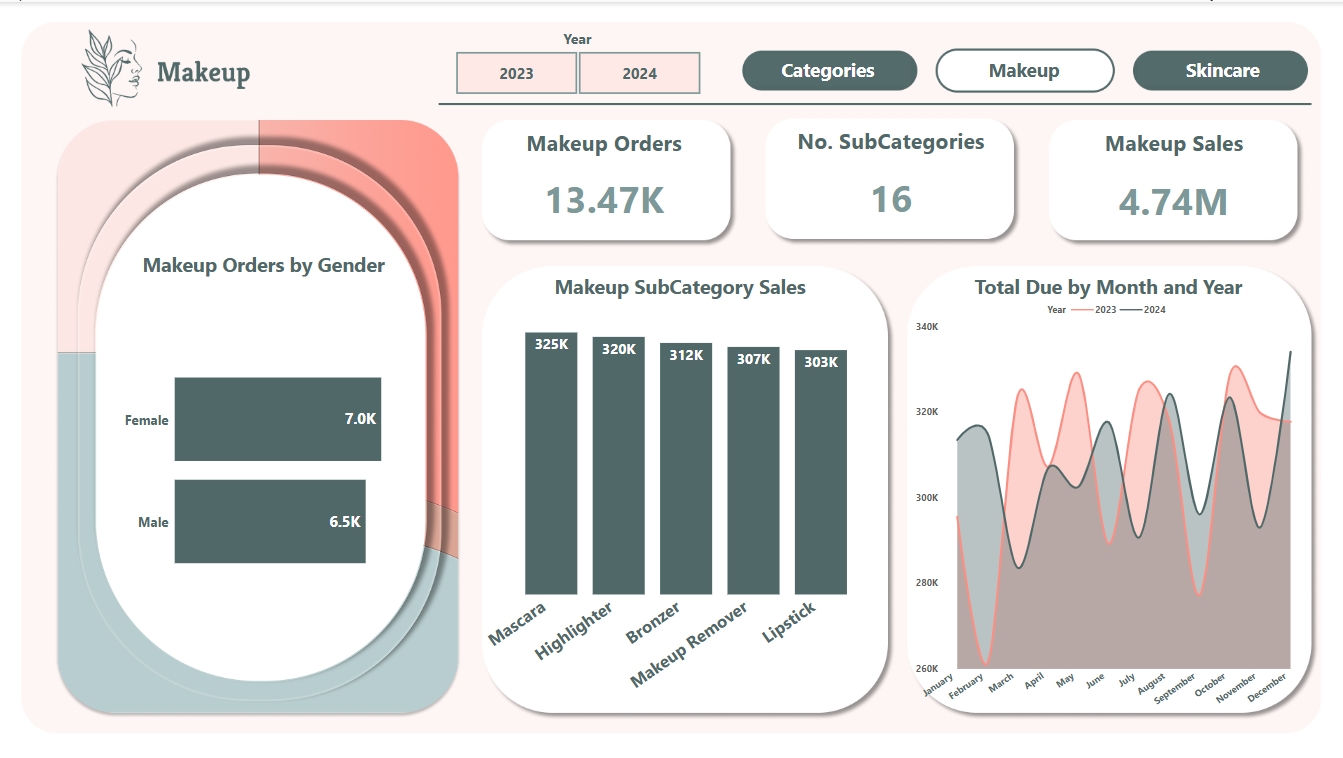 Makeup
Year
2023 2024
Categories Makeup Skincare
Makeup Orders
13.47K
No. SubCategories
16
Makeup Sales
4.74M
Makeup Orders by Gender
Female 7.0K
Male 6.5K
Makeup SubCategory Sales
325K 320K 312K 307K 303K
Mascara Highlighter Bronzer Makeup Remover Lipstick
Total Due by Month and Year
Year 2023 2024
340K
320K
300K
280K
260K
January February March April May June July August September October November December